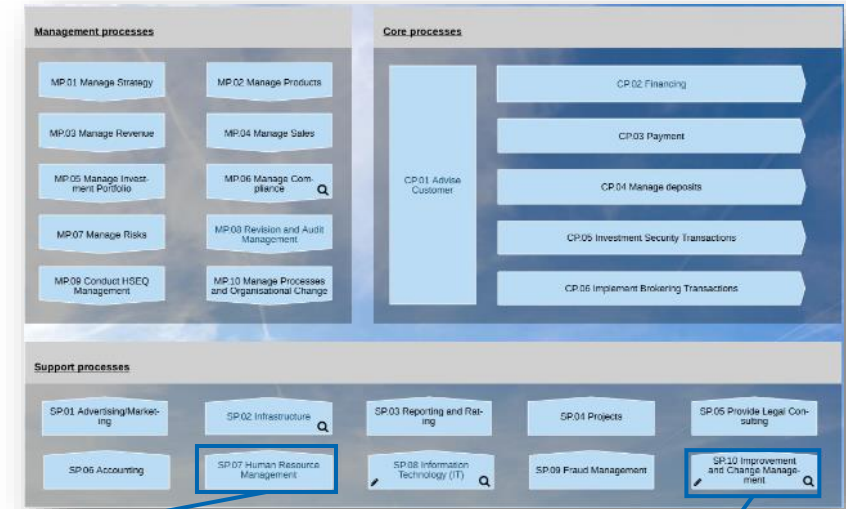 Management processes
Core processes
MP.01 Manage Strategy
MP.02 Manage Products
MP.03 Manage Revenue
MP.04 Manage Sales
MP.05 Manage Invest-
ment Portfolio
MP.06 Manage Com-
pliance
MP.07 Manage Risks
MP.08 Revision and Audit
Management
MP.09 Conduct HSEQ
Management
MP.10 Manage Processes
and Organisational Change
CP.01 Advise
Customer
CP.02 Financing
CP.03 Payment
CP.04 Manage deposits
CP.05 Investment Security Transactions
CP.06 Implement Brokering Transactions
Support processes
SP.01 Advertising/Market-
ing
SP.02 Infrastructure
SP.03 Reporting and Rat-
ing
SP.04 Projects
SP.05 Provide Legal Con-
sulting
SP.06 Accounting
SP.07 Human Resource
Management
SP.08 Information
Technology (IT)
SP.09 Fraud Management
SP.10 Improvement
and Change Manage-
ment